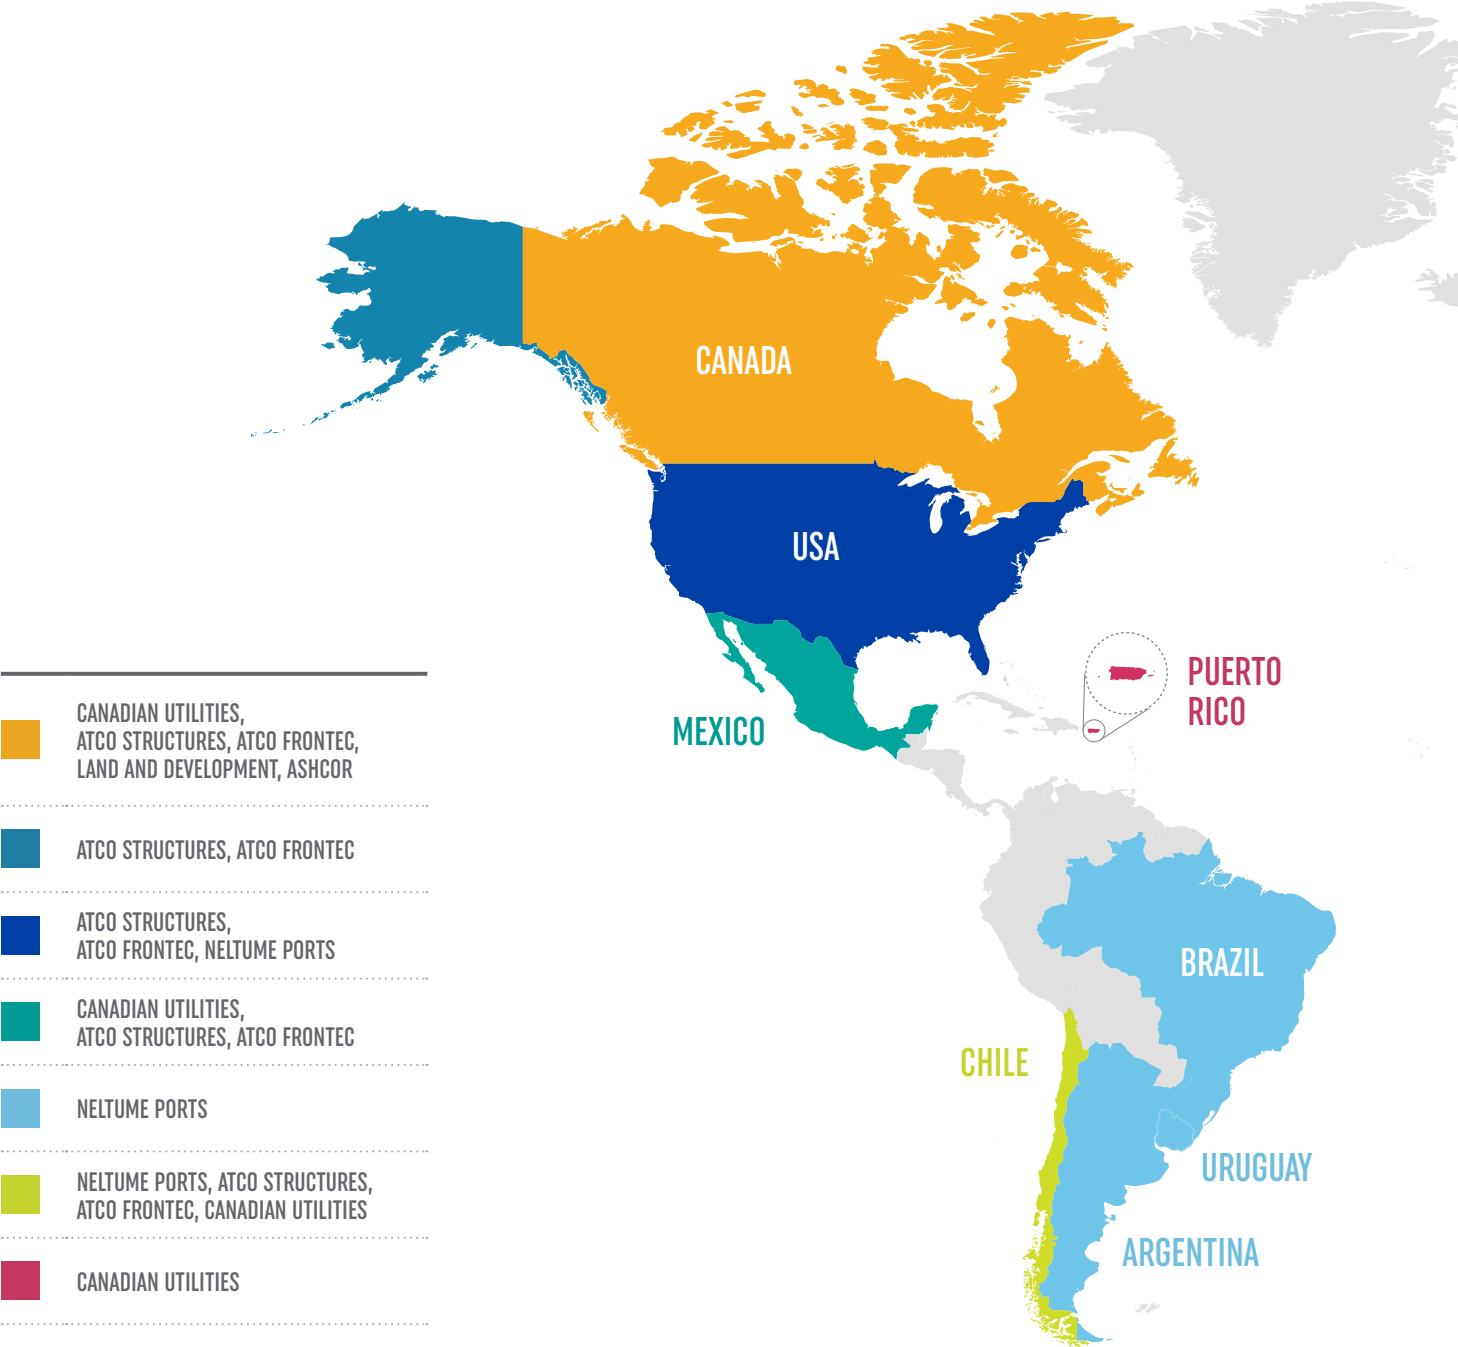 CANADA
USA
PUERTO
RICO
MEXICO
CANADIAN UTILITIES,
ATCO STRUCTURES, ATCO FRONTEC,
LAND AND DEVELOPMENT, ASHCOR
ATCO STRUCTURES, ATCO FRONTEC
ATCO STRUCTURES,
ATCO FRONTEC, NELTUME PORTS
CANADIAN UTILITIES,
ATCO STRUCTURES, ATCO FRONTEC
NELTUME PORTS
NELTUME PORTS, ATCO STRUCTURES,
ATCO FRONTEC, CANADIAN UTILITIES
CANADIAN UTILITIES
BRAZIL
CHILE
URUGUAY
ARGENTINA